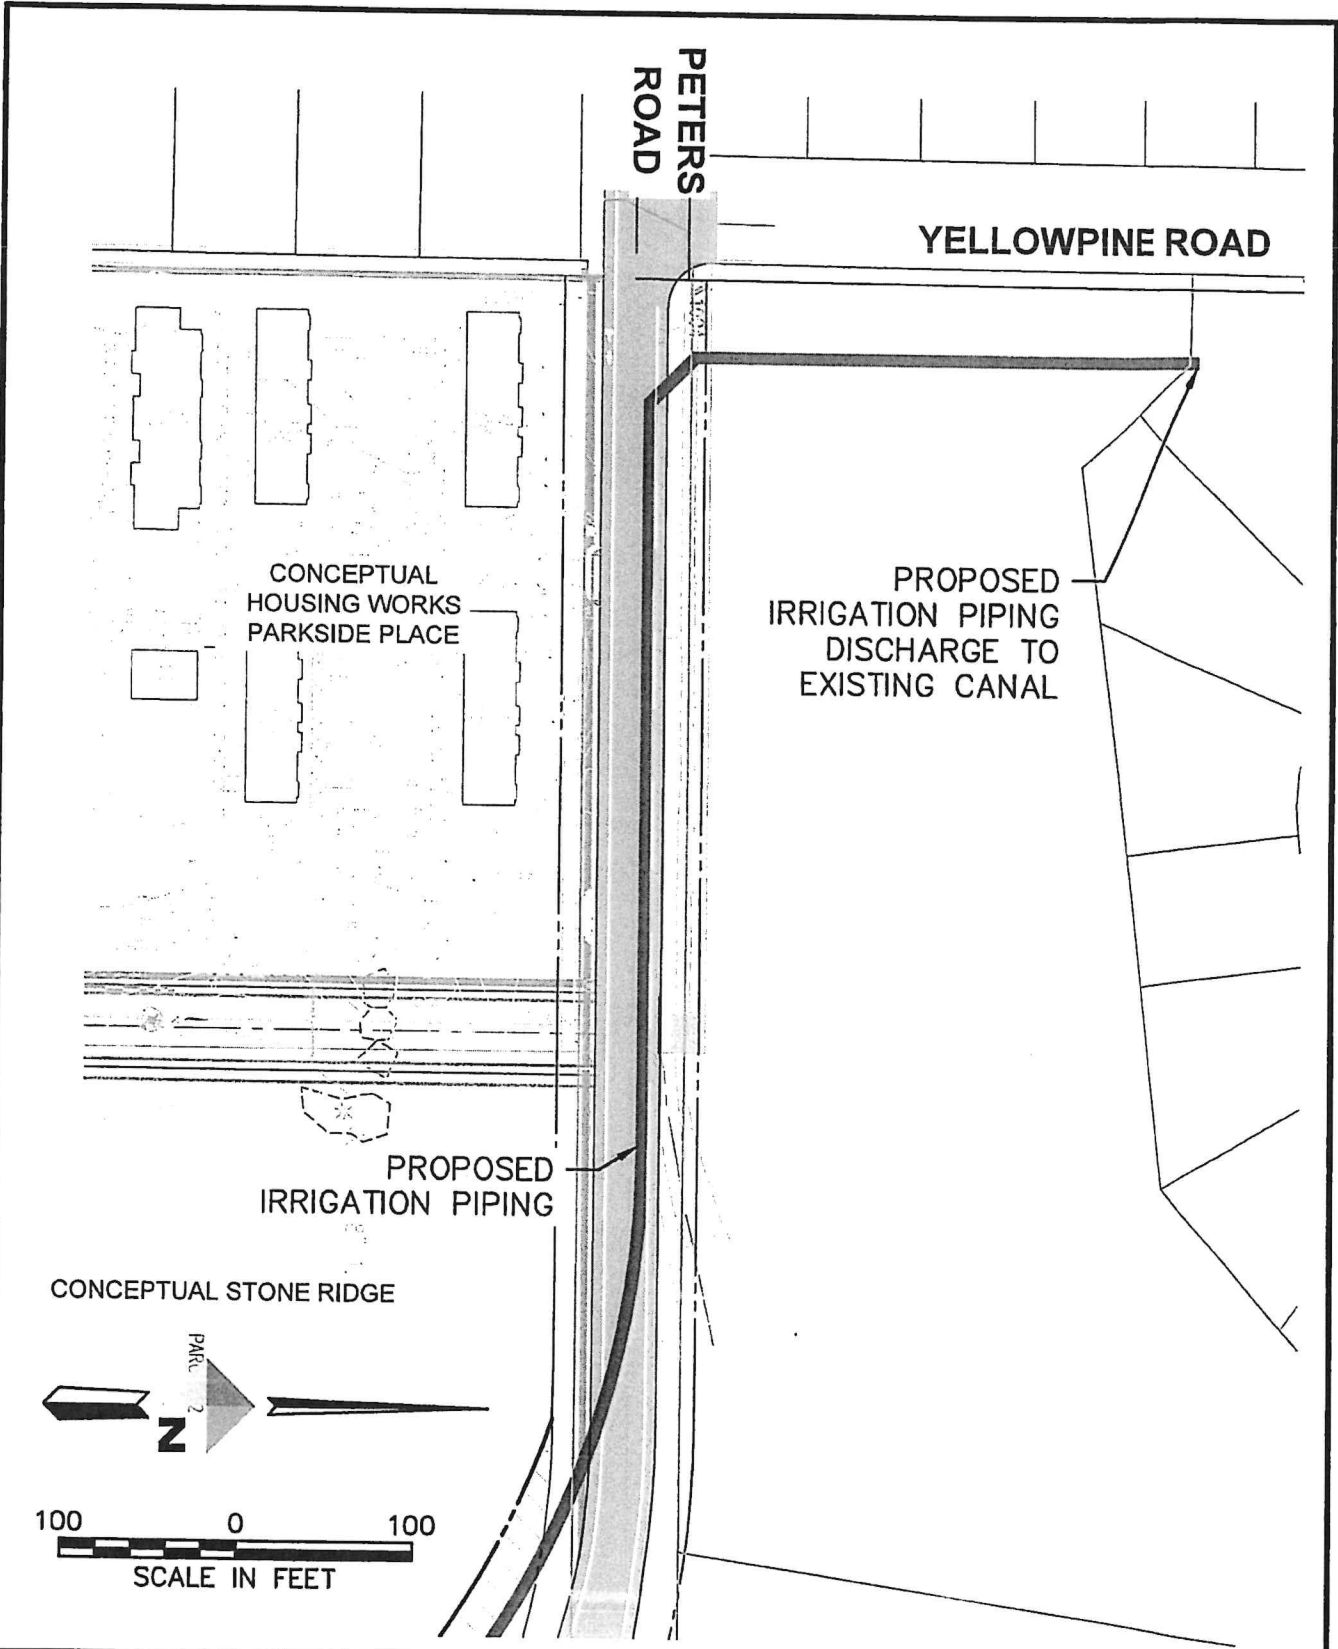 PETERS
ROAD
YELLOWPINE ROAD
CONCEPTUAL
HOUSING WORKS
PARKSIDE PLACE
PROPOSED
IRRIGATION PIPING
DISCHARGE TO
EXISTING CANAL
PROPOSED
IRRIGATION PIPING
CONCEPTUAL STONE RIDGE
N
100 0 100
SCALE IN FEET